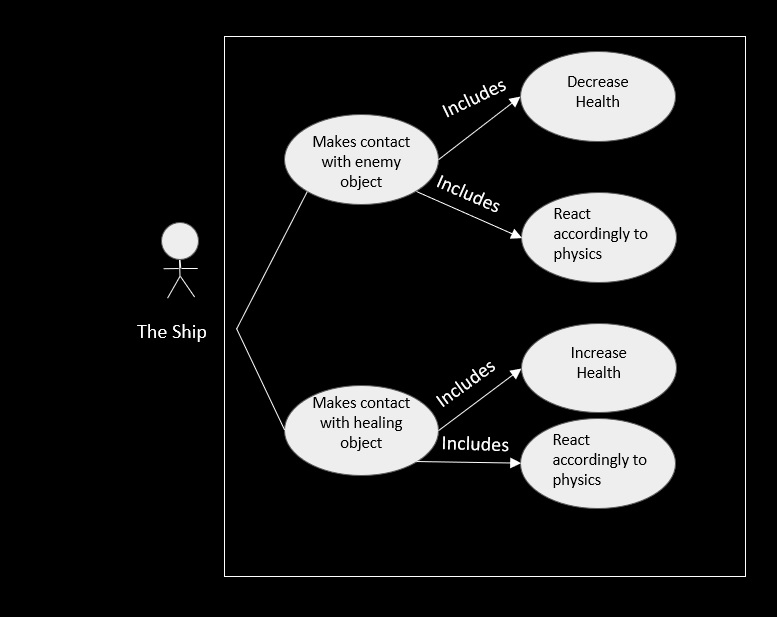 Includes
Decrease
Health
Makes contact
with enemy
object
Includes
React
accordingly to
physics
The Ship
Includes
Increase
Health
Makes contact
with healing
object
Includes
React
accordingly to
physics